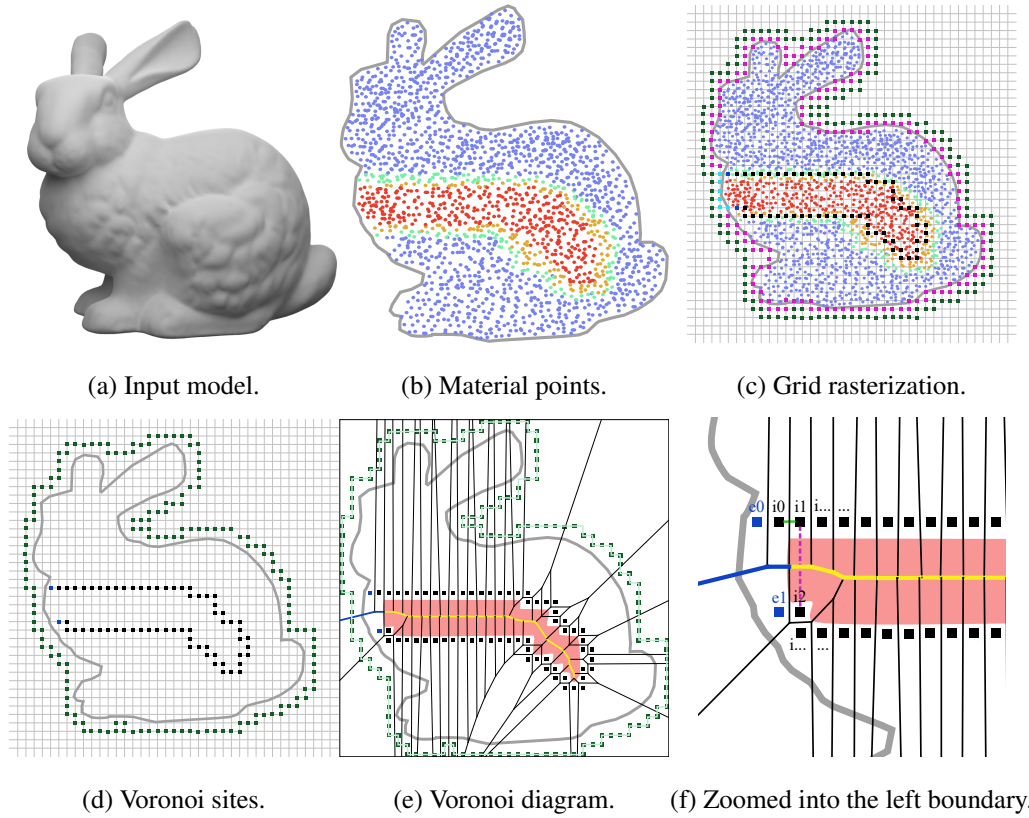 (a) Input model.
(b) Material points.
(c) Grid rasterization.
e0 i0 i1 i... ...
e1 i2
i... ...
(d) Voronoi sites.
(e) Voronoi diagram.
(f) Zoomed into the left boundary.